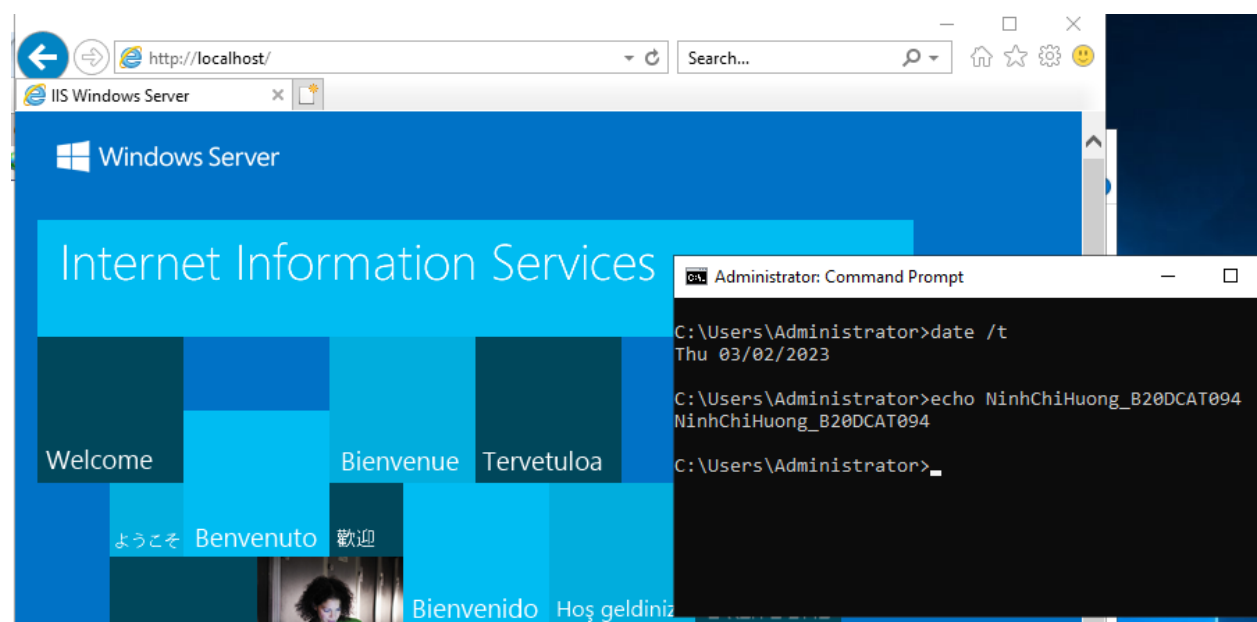 http://localhost/
Search...
IIS Windows Server
Windows Server
Internet Information Services
Welcome
Bienvenue
Tervetuloa
ようこそ
Benvenuto
歡迎
Bienvenido
Hoş geldiniz
Administrator: Command Prompt
C:\Users\Administrator>date /t
Thu 03/02/2023
C:\Users\Administrator>echo NinhChiHuong_B20DCAT094
NinhChiHuong_B20DCAT094
C:\Users\Administrator>